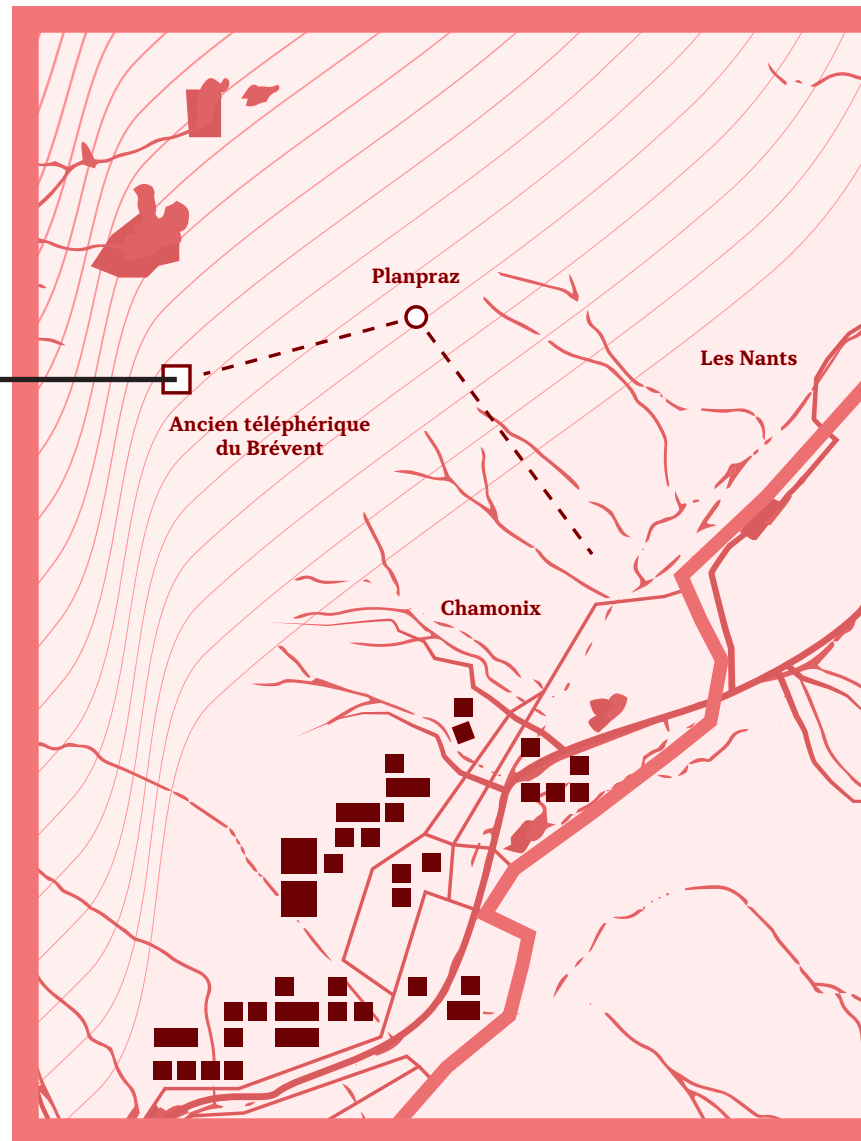 Planpraz
Les Nants
Ancien téléphérique
du Brévent
Chamonix